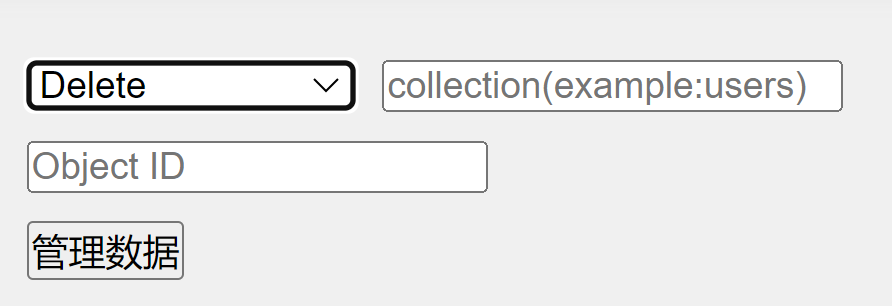 Delete collection(example:users)
Object ID
管理数据